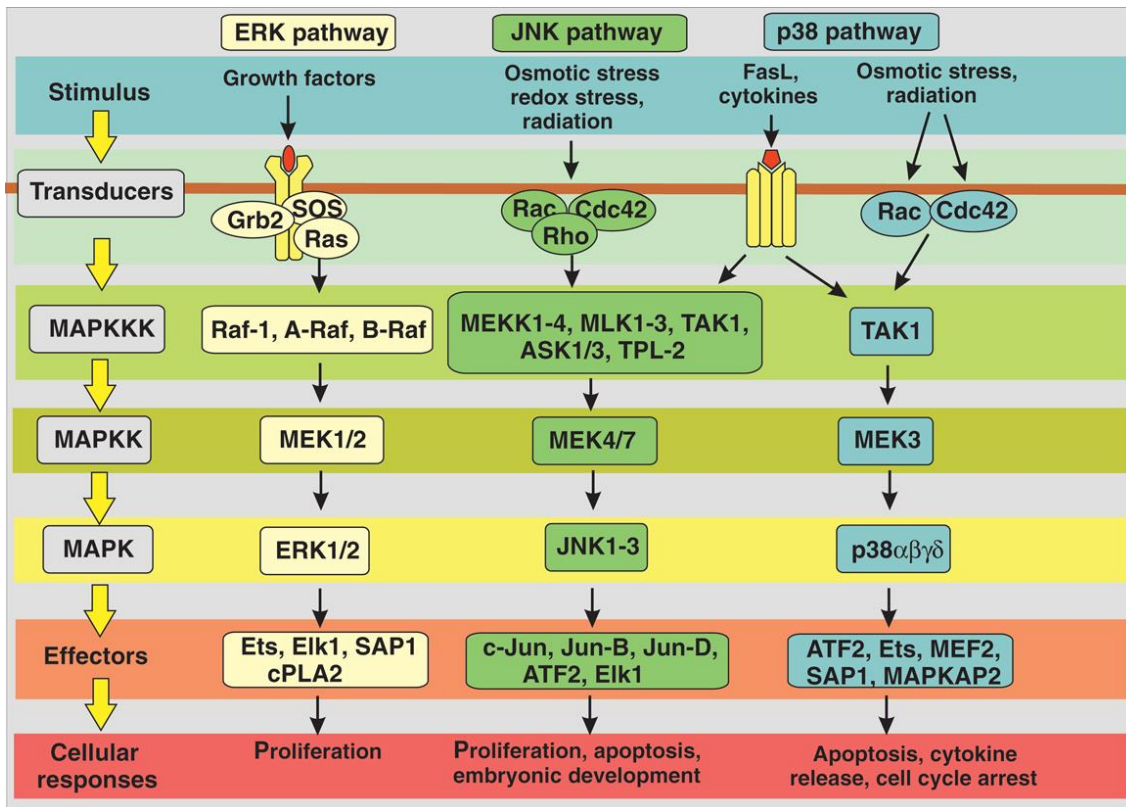 ERK pathway
JNK pathway
p38 pathway
Stimulus
Growth factors
Osmotic stress
redox stress,
radiation
FasL,
cytokines
Osmotic stress,
radiation
Transducers
Grb2
SOS
Ras
Rac
Cdc42
Rho
Rac
Cdc42
MAPKKK
Raf-1, A-Raf, B-Raf
MEKK1-4, MLK1-3, TAK1,
ASK1/3, TPL-2
TAK1
MAPKK
MEK1/2
MEK4/7
MEK3
MAPK
ERK1/2
JNK1-3
p38αβγδ
Effectors
Ets, Elk1, SAP1
cPLA2
c-Jun, Jun-B, Jun-D,
ATF2, Elk1
ATF2, Ets, MEF2,
SAP1, MAPKAP2
Cellular
responses
Proliferation
Proliferation, apoptosis,
embryonic development
Apoptosis, cytokine
release, cell cycle arrest